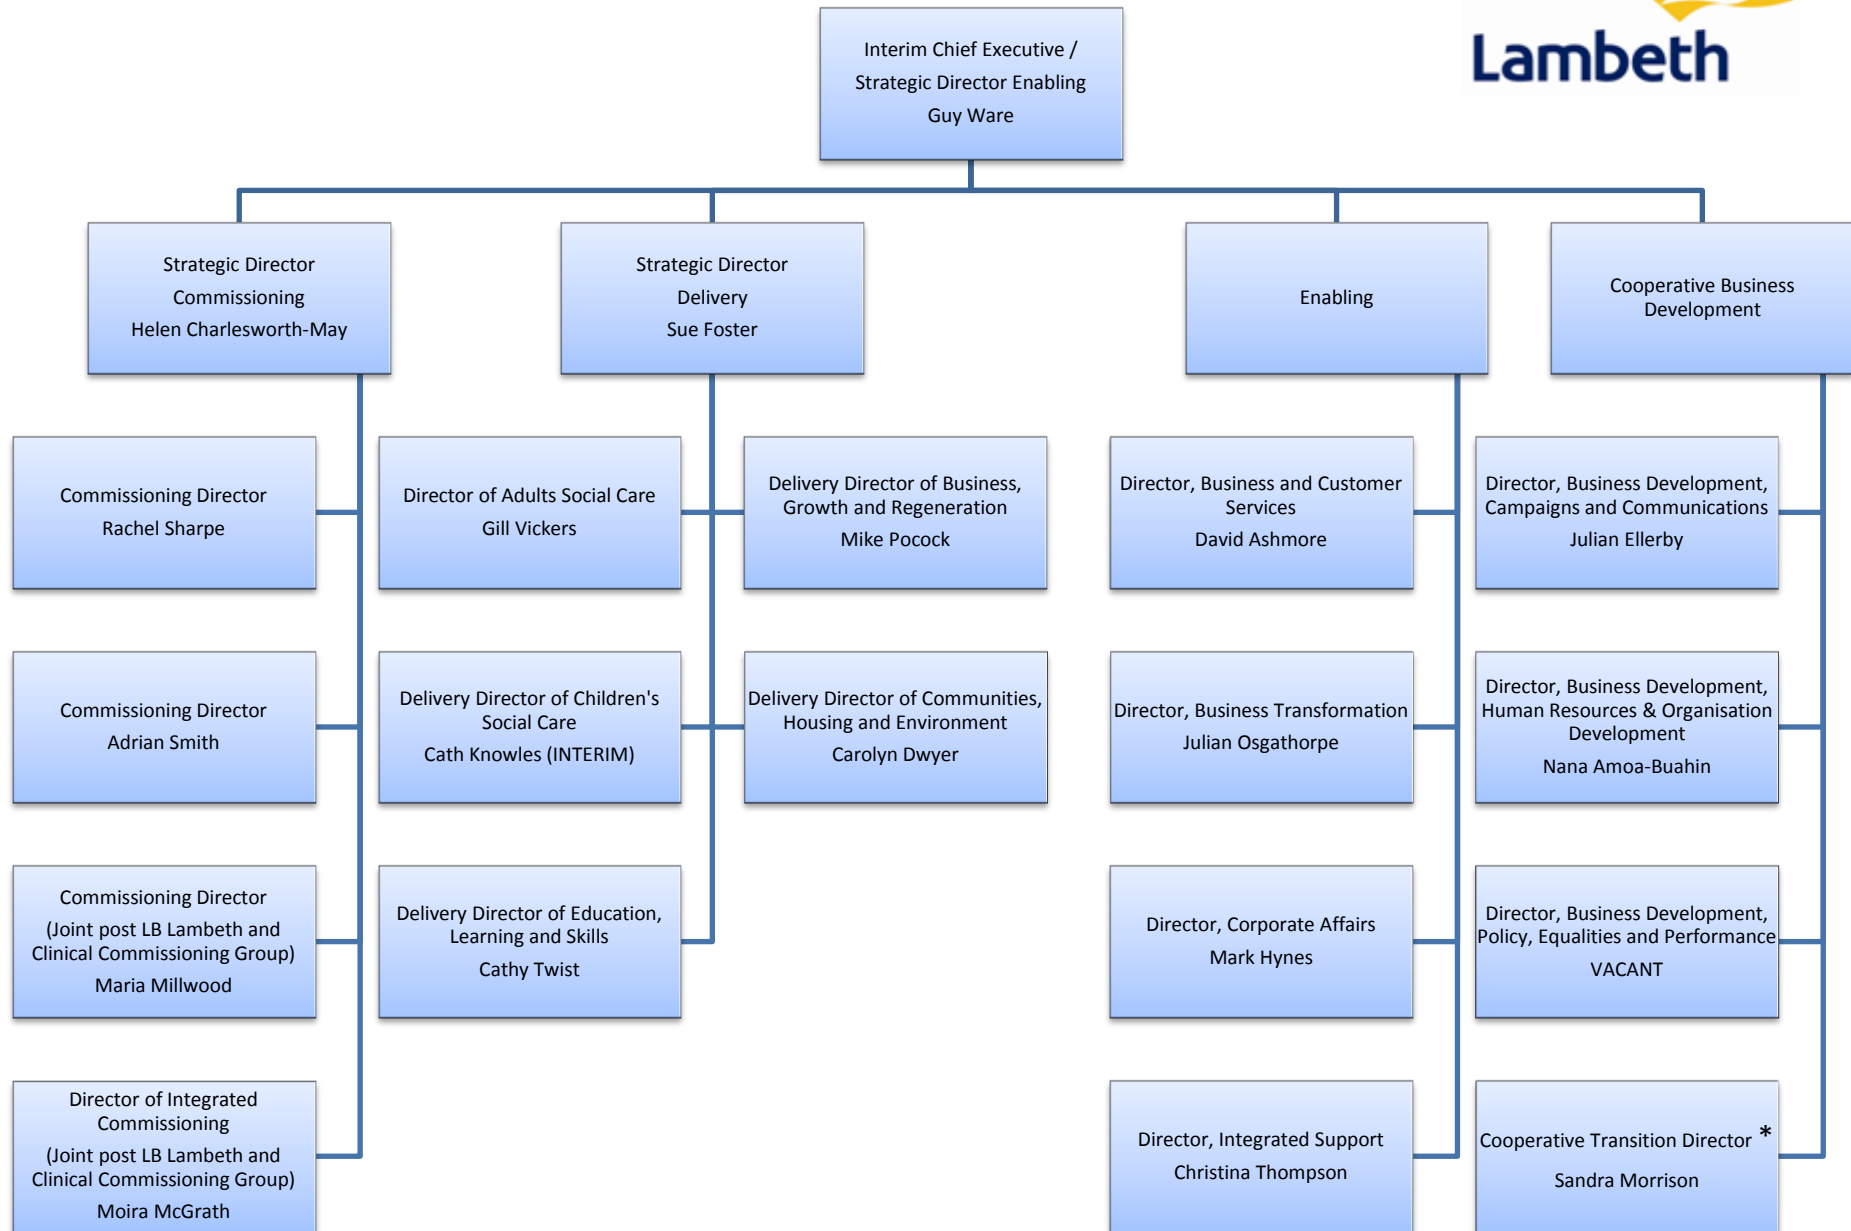 Lambeth
Interim Chief Executive /
Strategic Director Enabling
Guy Ware
Strategic Director
Commissioning
Helen Charlesworth-May
Strategic Director
Delivery
Sue Foster
Enabling
Cooperative Business
Development
Commissioning Director
Rachel Sharpe
Director of Adults Social Care
Gill Vickers
Delivery Director of Business,
Growth and Regeneration
Mike Pocock
Director, Business and Customer
Services
David Ashmore
Director, Business Development,
Campaigns and Communications
Julian Ellerby
Commissioning Director
Adrian Smith
Delivery Director of Children's
Social Care
Cath Knowles (INTERIM)
Delivery Director of Communities,
Housing and Environment
Carolyn Dwyer
Director, Business Transformation
Julian Osgathorpe
Director, Business Development,
Human Resources & Organisation
Development
Nana Amoa-Buahin
Commissioning Director
(Joint post LB Lambeth and
Clinical Commissioning Group)
Maria Millwood
Delivery Director of Education,
Learning and Skills
Cathy Twist
Director, Corporate Affairs
Mark Hynes
Director, Business Development,
Policy, Equalities and Performance
VACANT
Director of Integrated
Commissioning
(Joint post LB Lambeth and
Clinical Commissioning Group)
Moira McGrath
Director, Integrated Support
Christina Thompson
Cooperative Transition Director *
Sandra Morrison